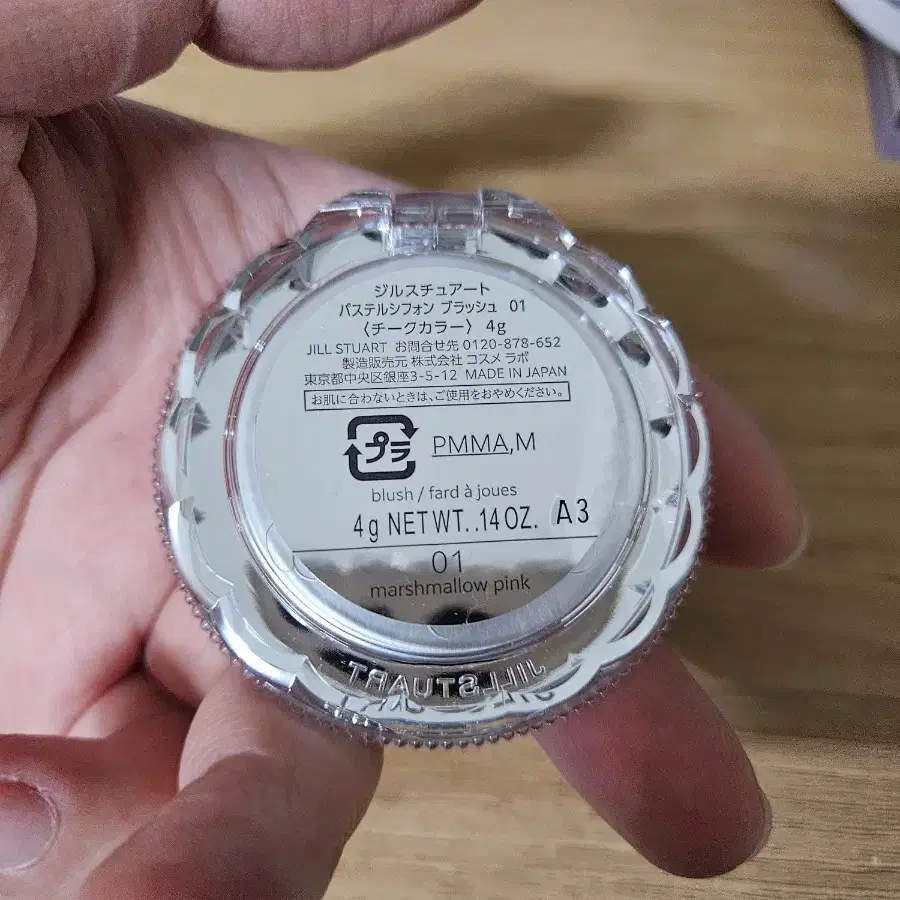 ジルスチュアート
パステルシフォン ブラッシュ 01
〈チークカラー〉 4g
JILL STUART お問合せ先 0120-878-652
製造販売元 株式会社 コスメ ラボ
東京都中央区銀座3-5-12 MADE IN JAPAN
お肌に合わないときは、ご使用をおやめください。
プラ PMMA,M
blush / fard à joues
4g NET WT. .14 OZ. A3
01
marshmallow pink
JILLSTUART